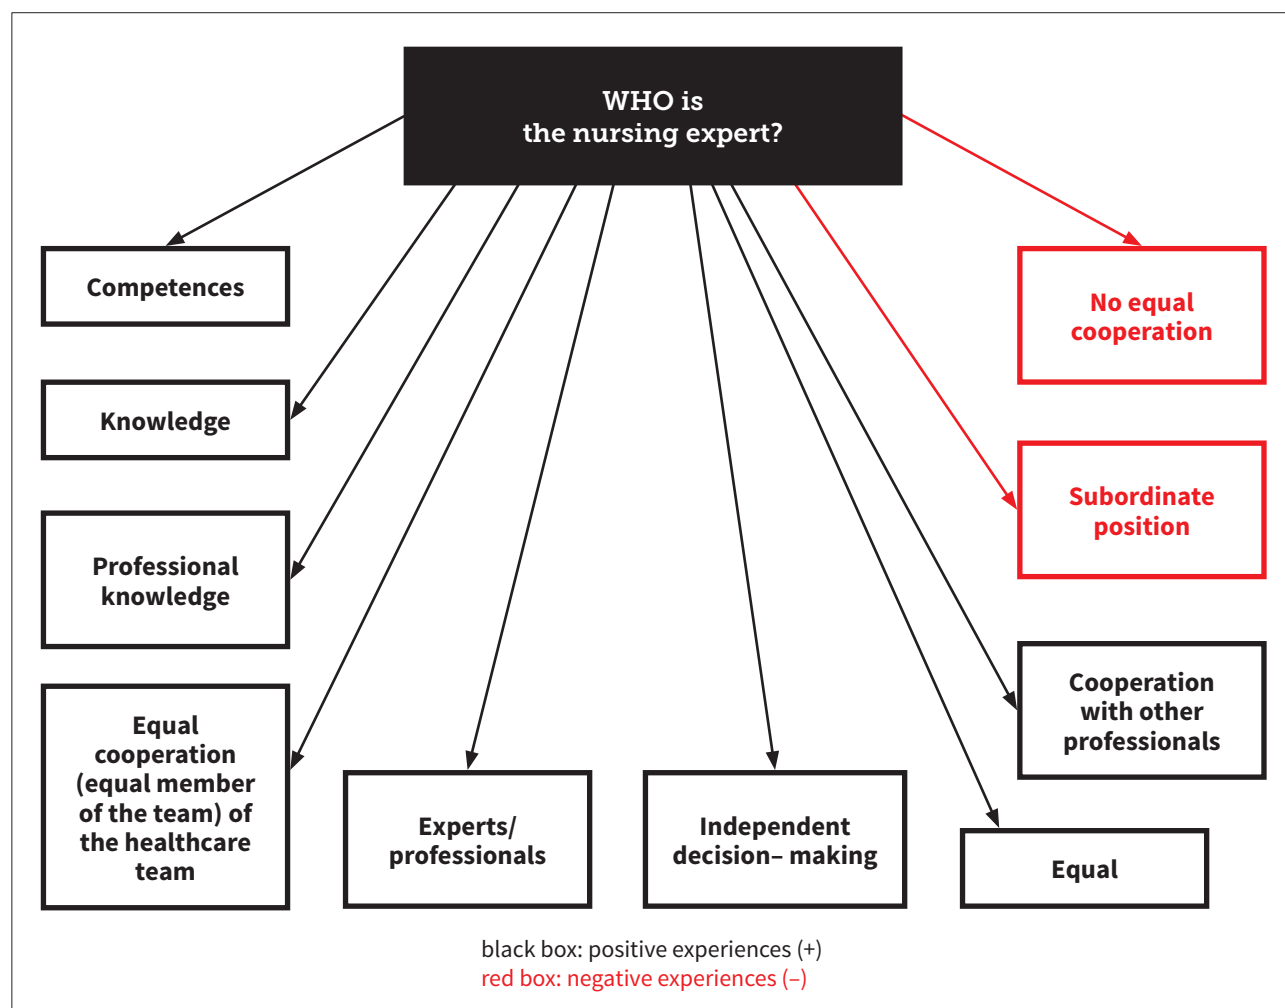 WHO is
the nursing expert?
Competences
Knowledge
Professional
knowledge
Equal
cooperation
(equal member
of the team) of
the healthcare
team
Experts/
professionals
Independent
decision– making
Equal
Cooperation
with other
professionals
Subordinate
position
No equal
cooperation
black box: positive experiences (+)
red box: negative experiences (–)